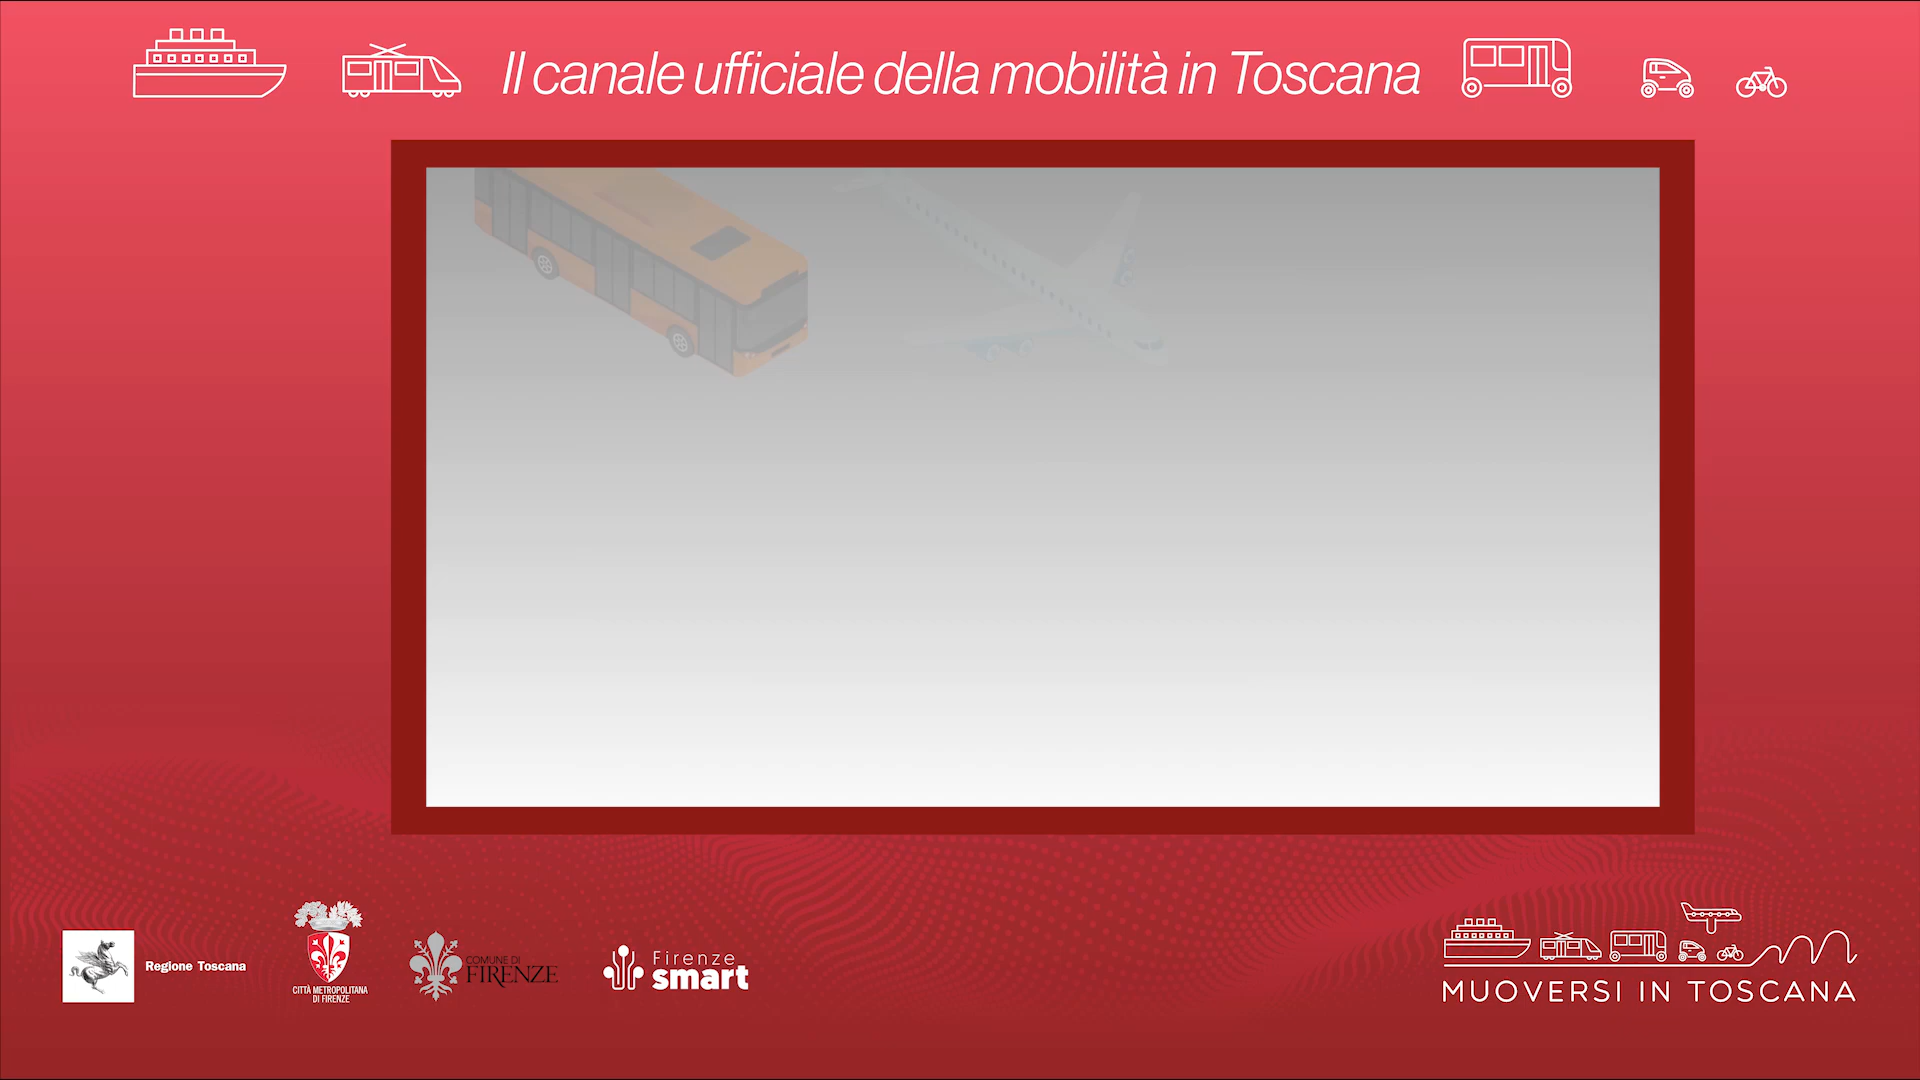 Il canale ufficiale della mobilità in Toscana
Regione Toscana
CITTÀ METROPOLITANA
DI FIRENZE
COMUNE DI
FIRENZE
Firenze
smart
MUOVERSI IN TOSCANA